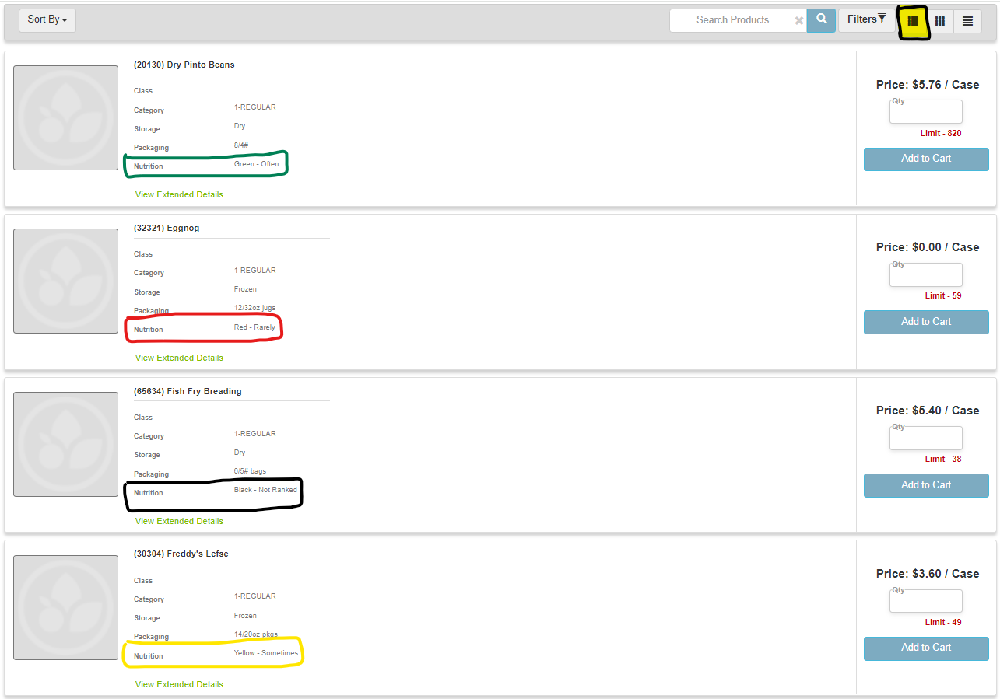 Sort By
Search Products...
Filters
(20130) Dry Pinto Beans
Class
Category 1-REGULAR
Storage Dry
Packaging 8/4#
Nutrition Green - Often
View Extended Details
Price: $5.76 / Case
Qty
Limit - 820
Add to Cart
(32321) Eggnog
Class
Category 1-REGULAR
Storage Frozen
Packaging 12/32oz jugs
Nutrition Red - Rarely
View Extended Details
Price: $0.00 / Case
Qty
Limit - 59
Add to Cart
(65634) Fish Fry Breading
Class
Category 1-REGULAR
Storage Dry
Packaging 6/5# bags
Nutrition Black - Not Ranked
View Extended Details
Price: $5.40 / Case
Qty
Limit - 38
Add to Cart
(30304) Freddy's Lefse
Class
Category 1-REGULAR
Storage Frozen
Packaging 14/20oz pkgs
Nutrition Yellow - Sometimes
View Extended Details
Price: $3.60 / Case
Qty
Limit - 49
Add to Cart